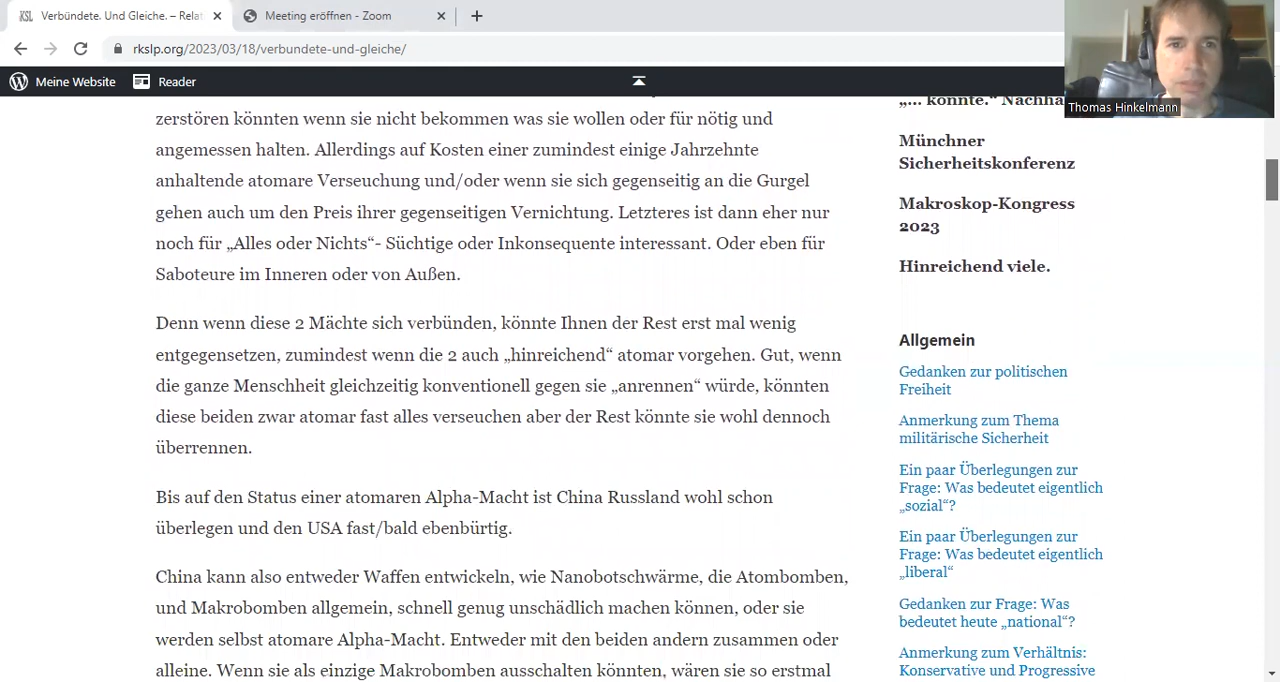 Verbündete. Und Gleiche. – Relat
Meeting eröffnen - Zoom
rkslp.org/2023/03/18/verbundete-und-gleiche/
Meine Website
Reader
Thomas Hinkelmann
zerstören könnten wenn sie nicht bekommen was sie wollen oder für nötig und
angemessen halten. Allerdings auf Kosten einer zumindest einige Jahrzehnte
anhaltende atomare Verseuchung und/oder wenn sie sich gegenseitig an die Gurgel
gehen auch um den Preis ihrer gegenseitigen Vernichtung. Letzteres ist dann eher nur
noch für „Alles oder Nichts“- Süchtige oder Inkonsequente interessant. Oder eben für
Saboteure im Inneren oder von Außen.
Denn wenn diese 2 Mächte sich verbünden, könnte Ihnen der Rest erst mal wenig
entgegensetzen, zumindest wenn die 2 auch „hinreichend“ atomar vorgehen. Gut, wenn
die ganze Menschheit gleichzeitig konventionell gegen sie „anrennen“ würde, könnten
diese beiden zwar atomar fast alles verseuchen aber der Rest könnte sie wohl dennoch
überrennen.
Bis auf den Status einer atomaren Alpha-Macht ist China Russland wohl schon
überlegen und den USA fast/bald ebenbürtig.
China kann also entweder Waffen entwickeln, wie Nanobotschwärme, die Atombomben,
und Makrobomben allgemein, schnell genug unschädlich machen können, oder sie
werden selbst atomare Alpha-Macht. Entweder mit den beiden andern zusammen oder
alleine. Wenn sie als einzige Makrobomben ausschalten könnten, wären sie so erstmal
„… könnte.“ Nachha
Münchner
Sicherheitskonferenz
Makroskop-Kongress
2023
Hinreichend viele.
Allgemein
Gedanken zur politischen
Freiheit
Anmerkung zum Thema
militärische Sicherheit
Ein paar Überlegungen zur
Frage: Was bedeutet eigentlich
„sozial“?
Ein paar Überlegungen zur
Frage: Was bedeutet eigentlich
„liberal“
Gedanken zur Frage: Was
bedeutet heute „national“?
Anmerkung zum Verhältnis:
Konservative und Progressive